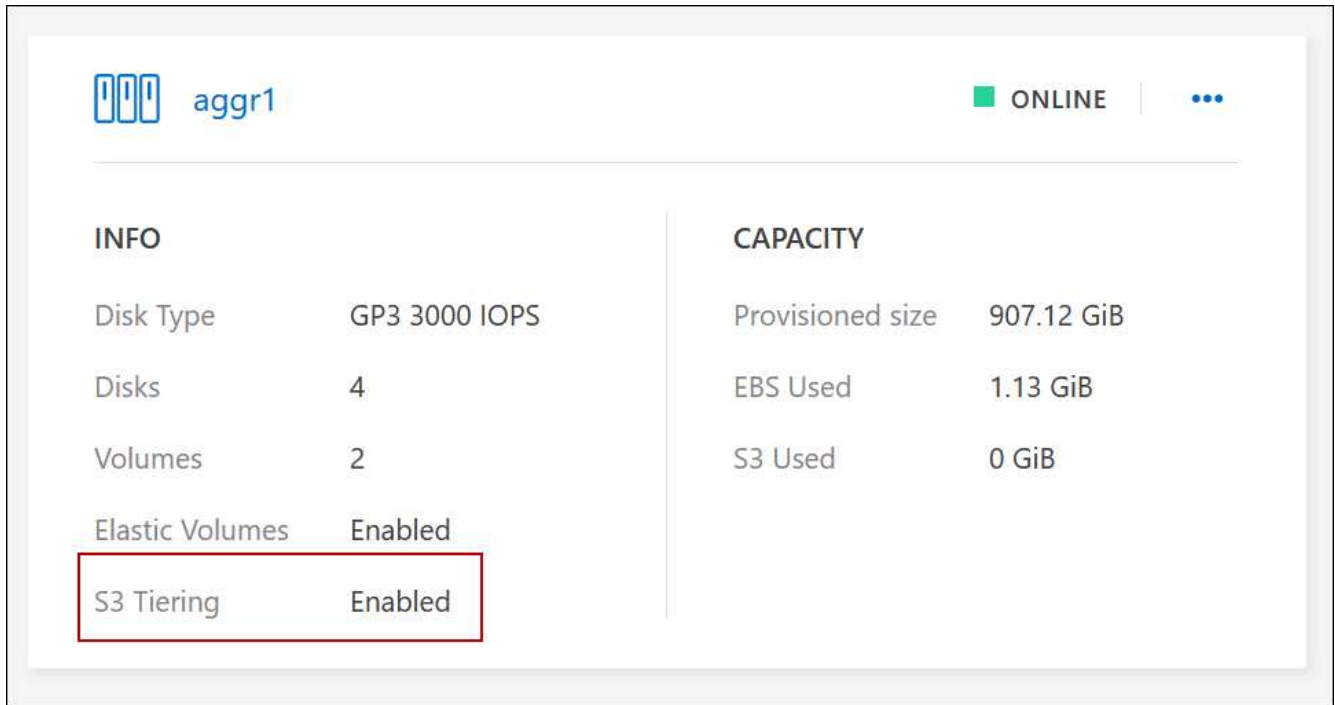 aggr1
ONLINE
INFO
Disk Type GP3 3000 IOPS
Disks 4
Volumes 2
Elastic Volumes Enabled
S3 Tiering Enabled
CAPACITY
Provisioned size 907.12 GiB
EBS Used 1.13 GiB
S3 Used 0 GiB